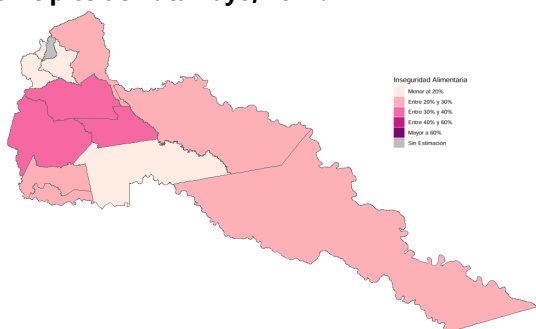 Inseguridad Alimentaria
Menor al 20%
Entre 20% y 30%
Entre 30% y 40%
Entre 40% y 60%
Mayor a 60%
Sin Estimación